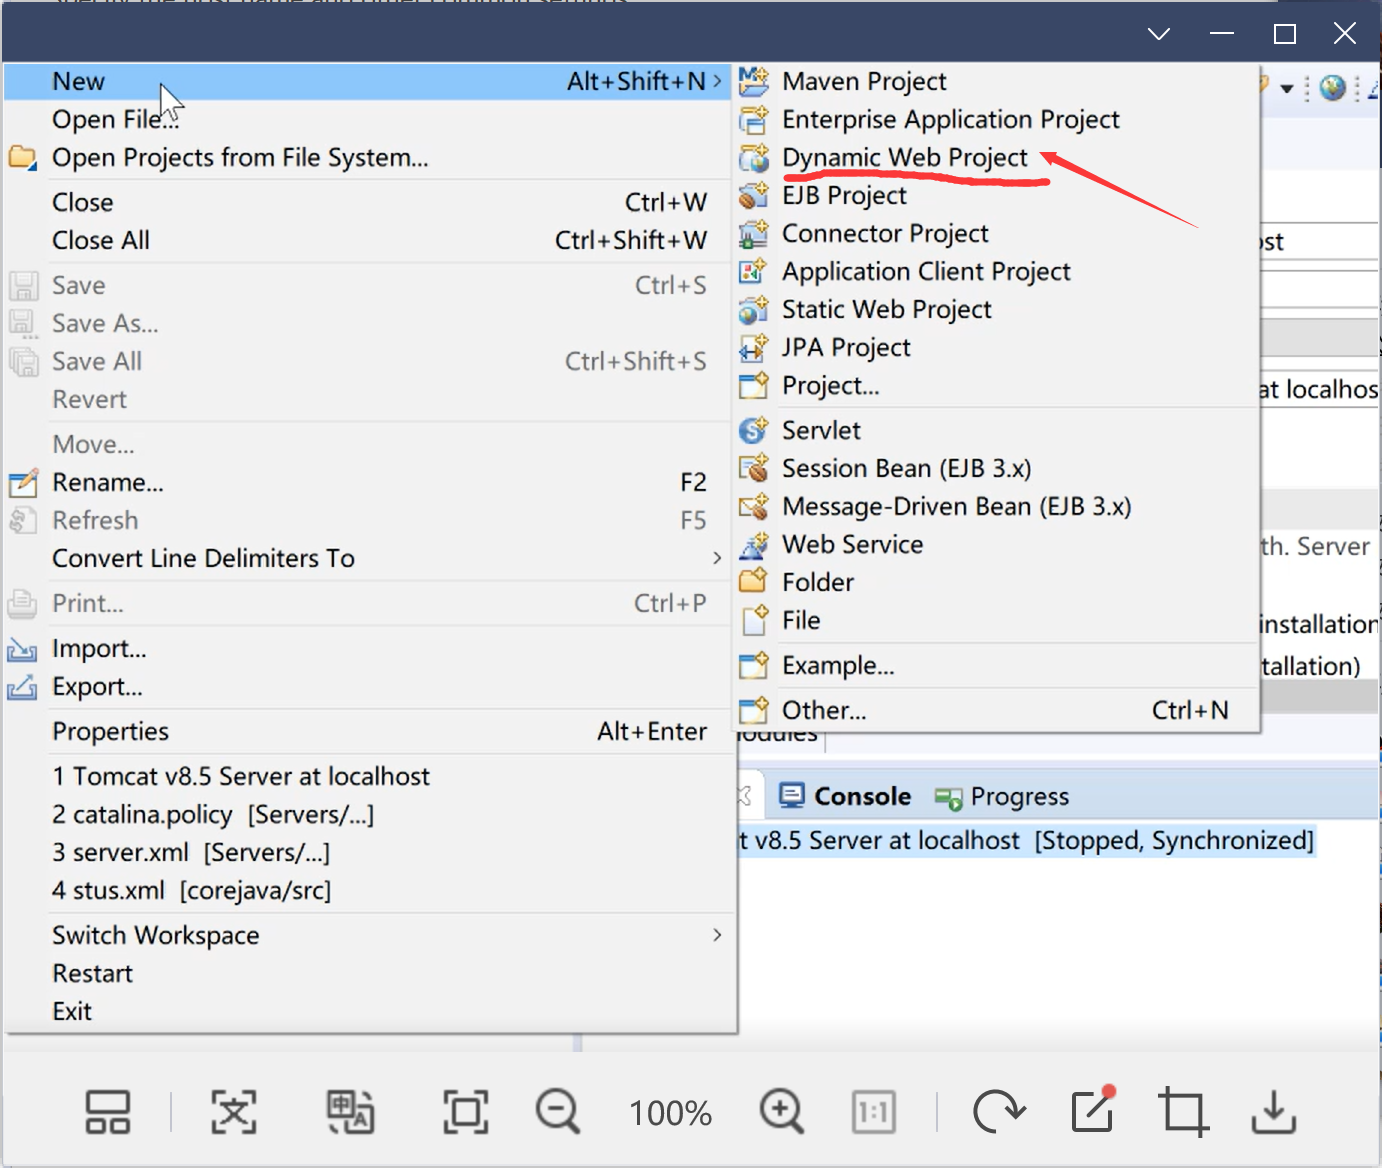 New Alt+Shift+N
Open File...
Open Projects from File System...
Close Ctrl+W
Close All Ctrl+Shift+W
Save Ctrl+S
Save As...
Save All Ctrl+Shift+S
Revert
Move...
Rename... F2
Refresh F5
Convert Line Delimiters To
Print... Ctrl+P
Import...
Export...
Properties Alt+Enter
1 Tomcat v8.5 Server at localhost
2 catalina.policy [Servers/...]
3 server.xml [Servers/...]
4 stus.xml [corejava/src]
Switch Workspace
Restart
Exit
Maven Project
Enterprise Application Project
Dynamic Web Project
EJB Project
Connector Project
Application Client Project
Static Web Project
JPA Project
Project...
Servlet
Session Bean (EJB 3.x)
Message-Driven Bean (EJB 3.x)
Web Service
Folder
File
Example...
Other... Ctrl+N
ost
at localhos
th. Server
installation
tallation)
odules
Console Progress
t v8.5 Server at localhost [Stopped, Synchronized]
文 中 A 100% 1:1